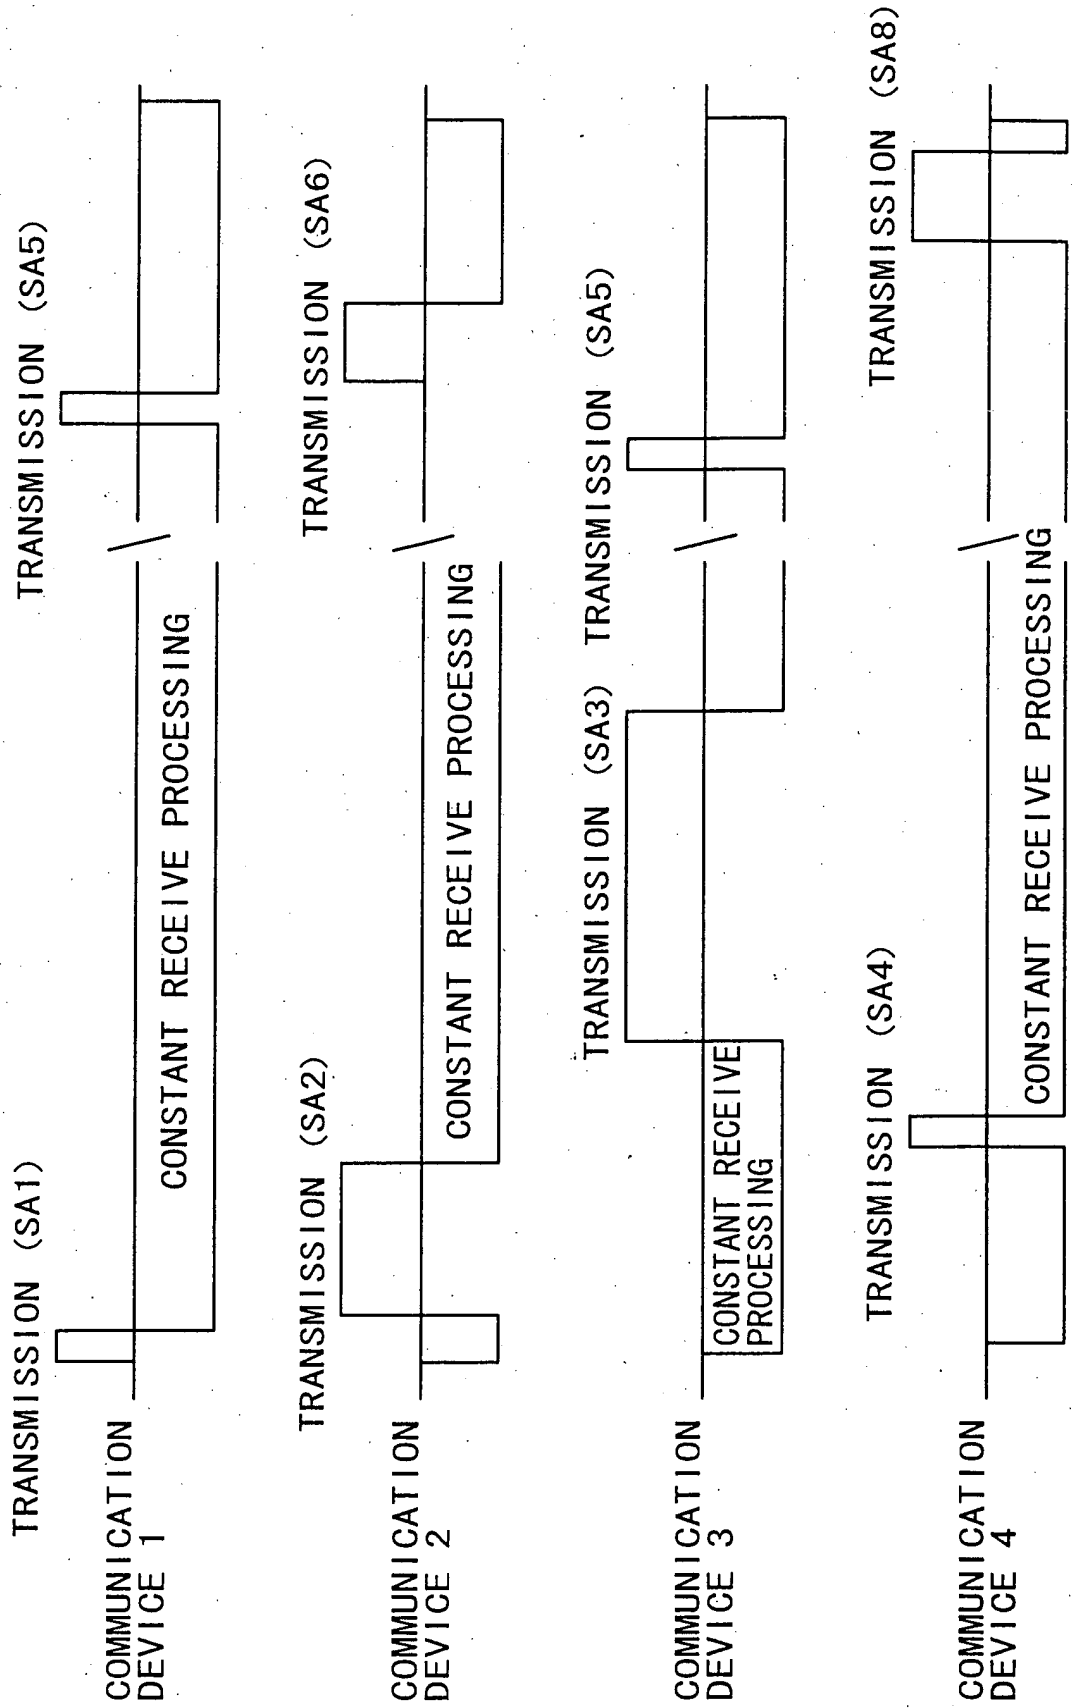 TRANSMISSION (SA1)
TRANSMISSION (SA5)
COMMUNICATION
DEVICE 1
CONSTANT RECEIVE PROCESSING
TRANSMISSION (SA2)
TRANSMISSION (SA6)
COMMUNICATION
DEVICE 2
CONSTANT RECEIVE PROCESSING
TRANSMISSION (SA3)
TRANSMISSION (SA5)
COMMUNICATION
DEVICE 3
CONSTANT RECEIVE
PROCESSING
TRANSMISSION (SA4)
TRANSMISSION (SA8)
COMMUNICATION
DEVICE 4
CONSTANT RECEIVE PROCESSING